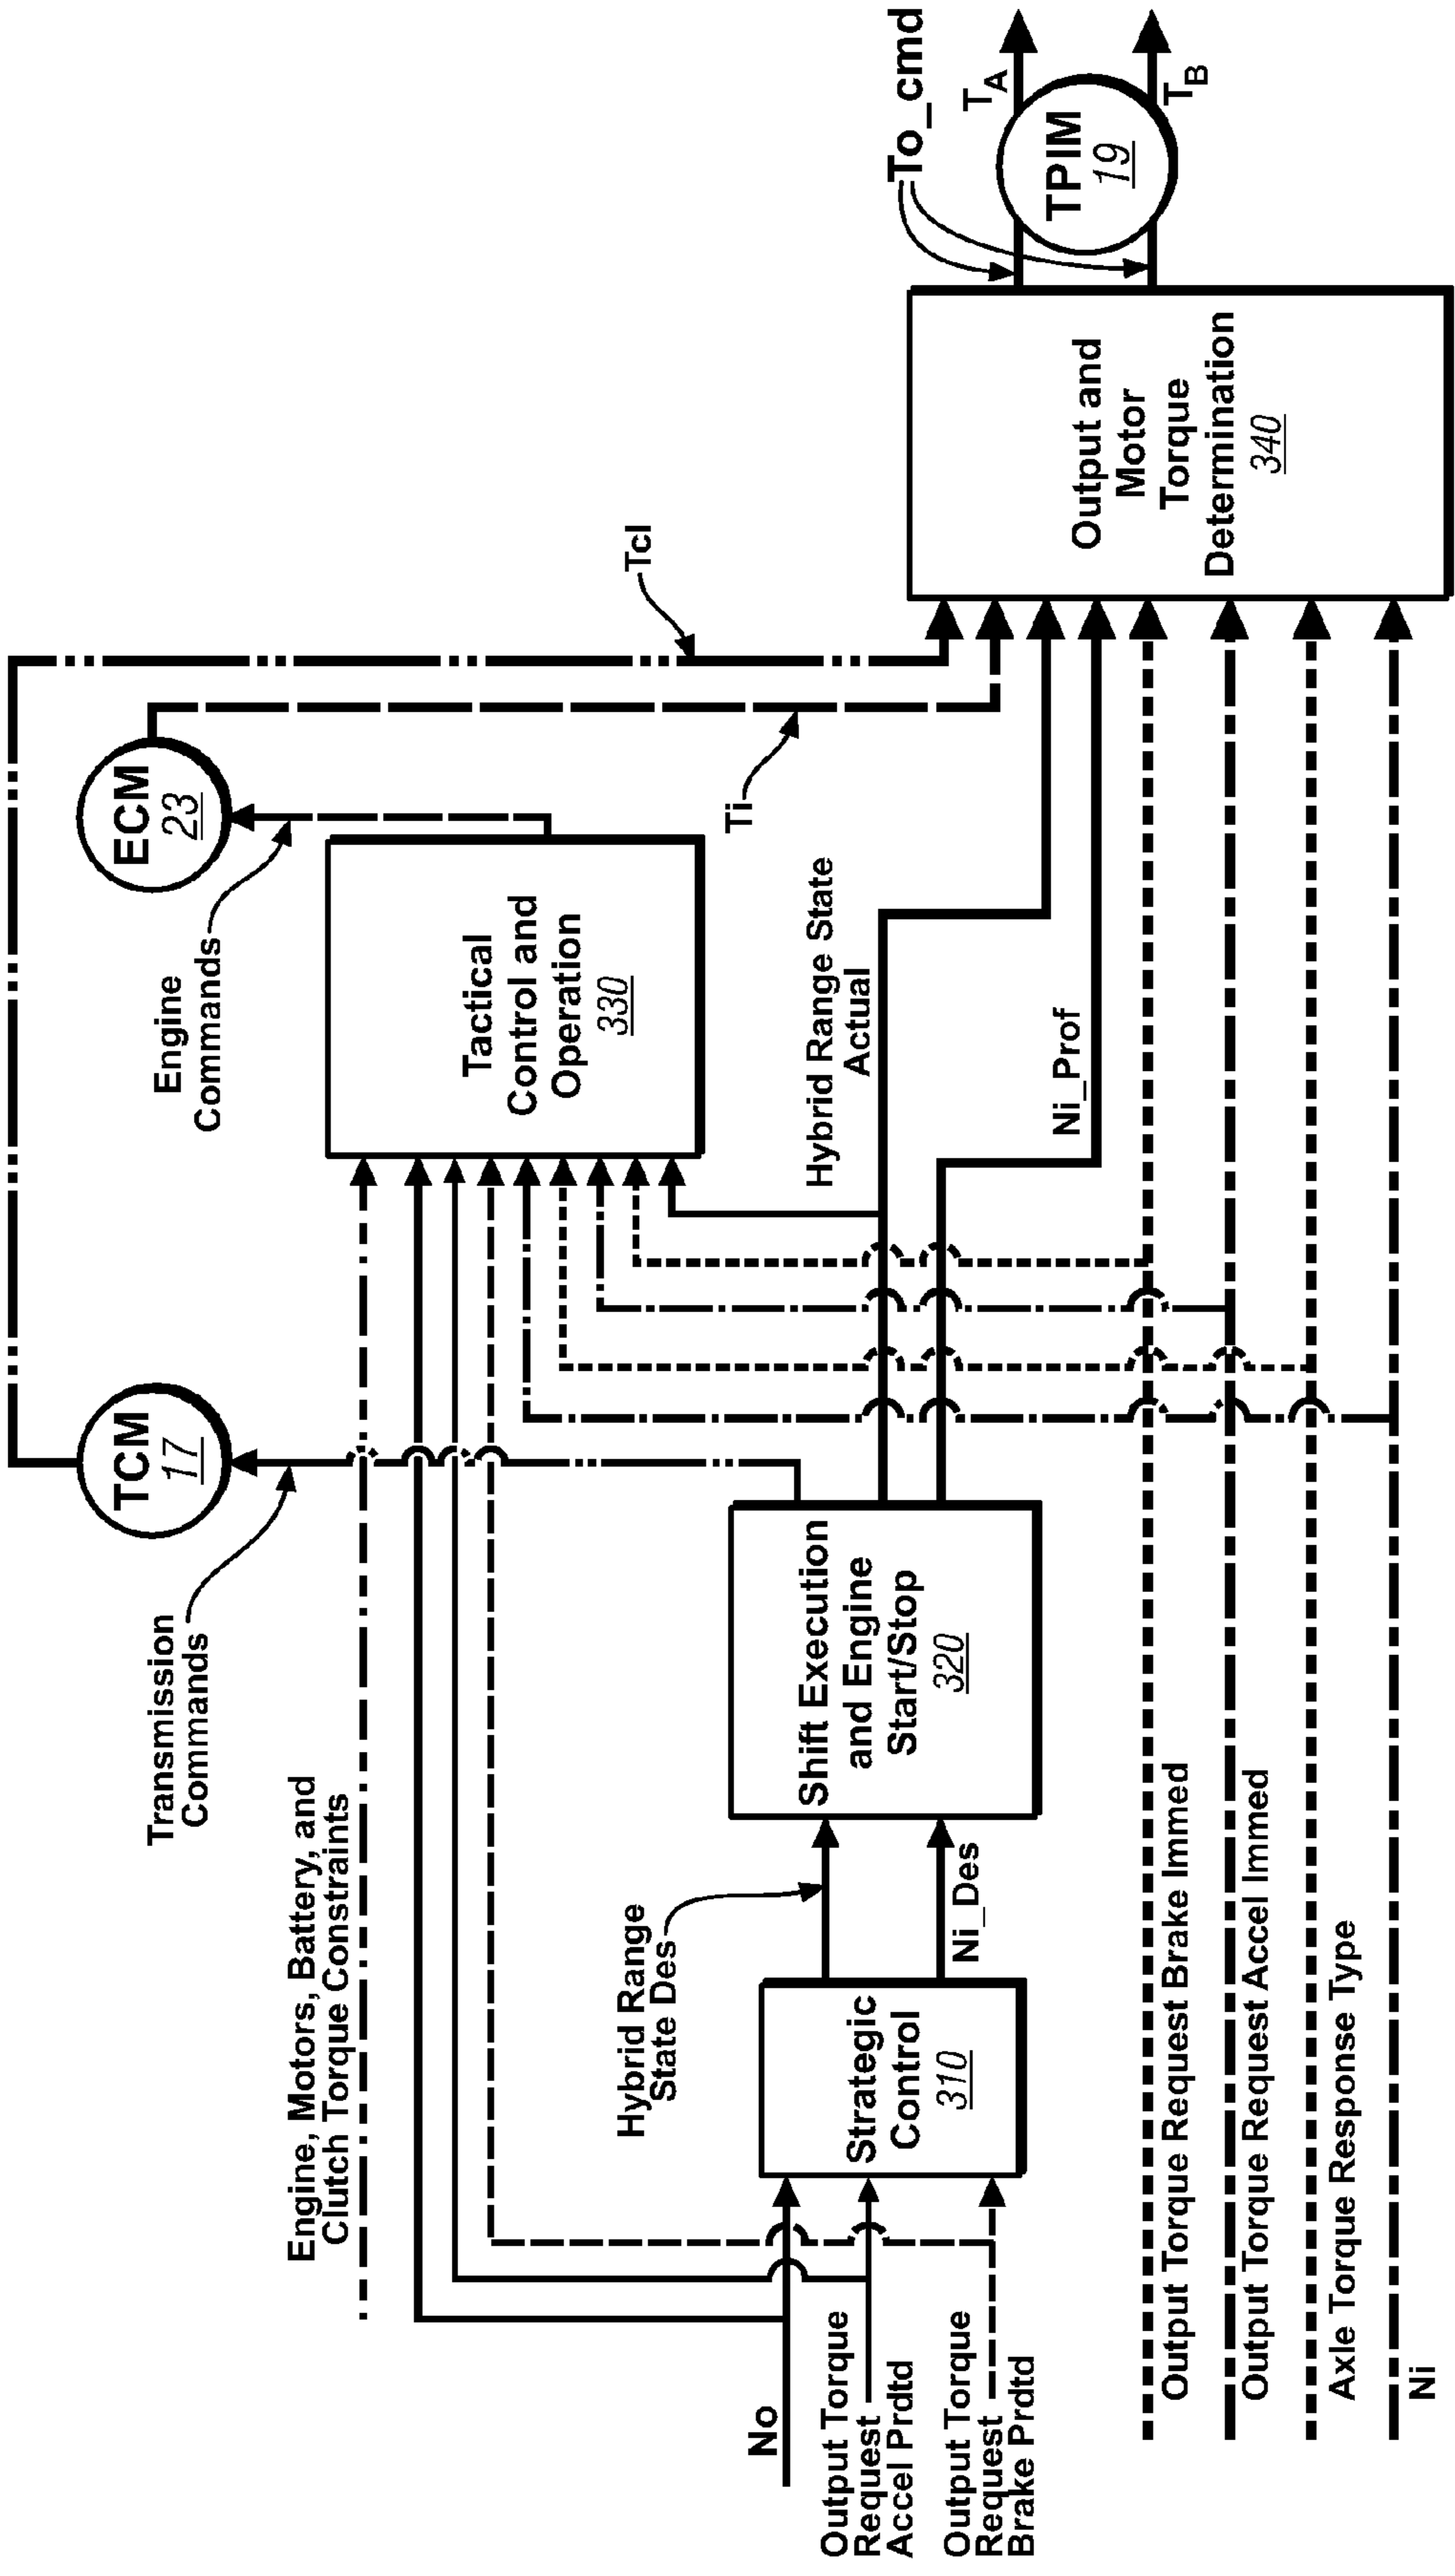 TCM
17
ECM
23
Transmission
Commands
Engine
Commands
Tcl
Ti
Engine, Motors, Battery, and
Clutch Torque Constraints
Tactical
Control and
Operation
330
Hybrid Range
State Des
Hybrid Range State
Actual
No
Output Torque
Request
Accel Prdtd
Output Torque
Request
Brake Prdtd
Strategic
Control
310
Ni_Des
Shift Execution
and Engine
Start/Stop
320
Ni_Prof
To_cmd
TA
TPIM
19
TB
Output and
Motor
Torque
Determination
340
Output Torque Request Brake Immed
Output Torque Request Accel Immed
Axle Torque Response Type
Ni